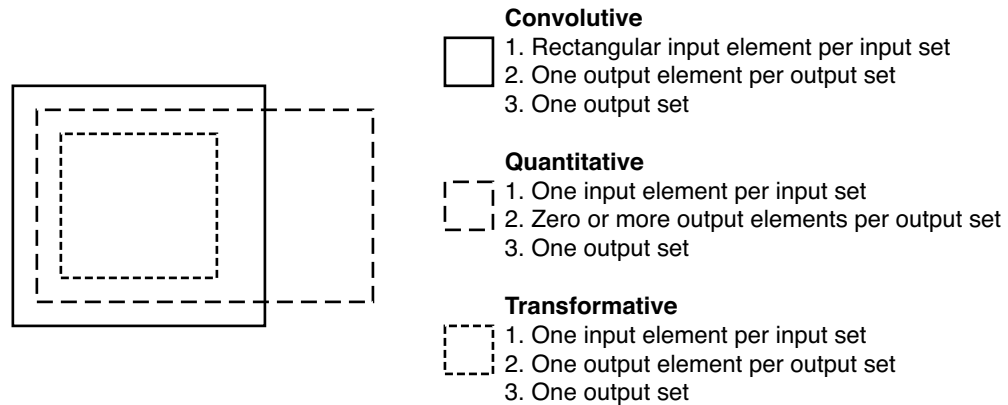 Convolutive
1. Rectangular input element per input set
2. One output element per output set
3. One output set
Quantitative
1. One input element per input set
2. Zero or more output elements per output set
3. One output set
Transformative
1. One input element per input set
2. One output element per output set
3. One output set